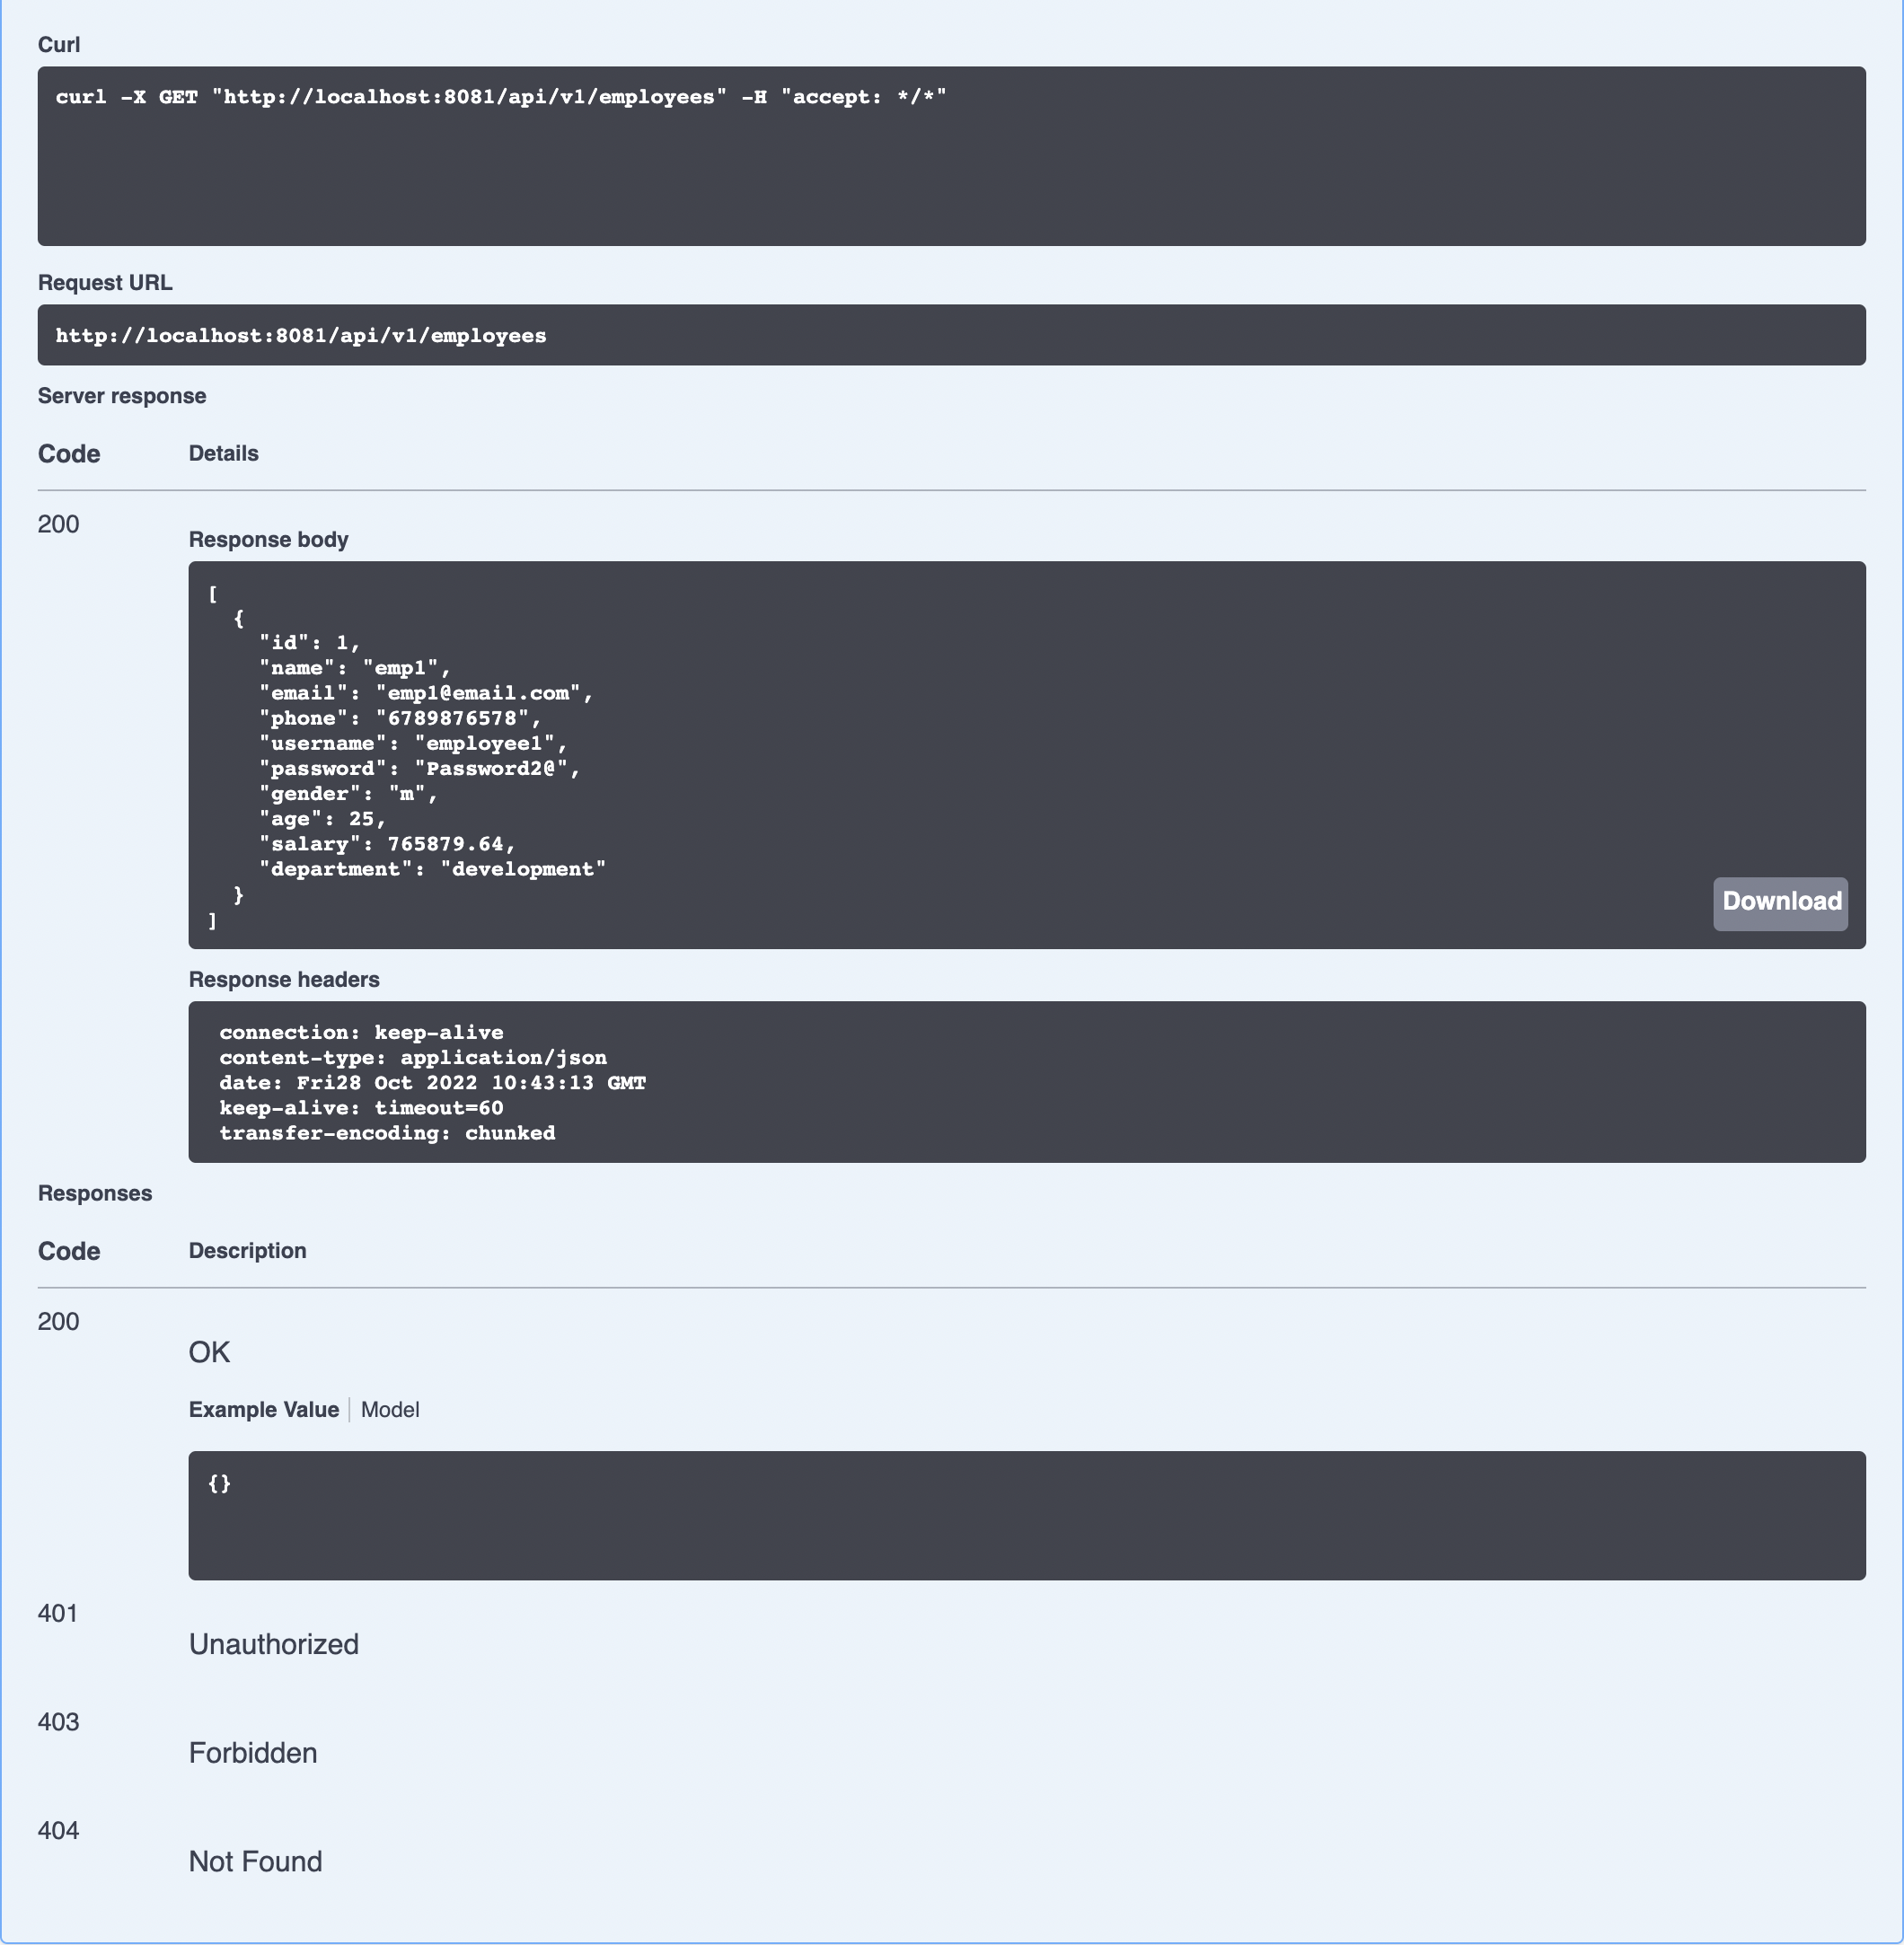 Curl
curl -X GET "http://localhost:8081/api/v1/employees" -H "accept: */*"
Request URL
http://localhost:8081/api/v1/employees
Server response
Code Details
200
Response body
[
  {
    "id": 1,
    "name": "emp1",
    "email": "emp1@email.com",
    "phone": "6789876578",
    "username": "employee1",
    "password": "Password2@",
    "gender": "m",
    "age": 25,
    "salary": 765879.64,
    "department": "development"
  }
]
Download
Response headers
connection: keep-alive
content-type: application/json
date: Fri28 Oct 2022 10:43:13 GMT
keep-alive: timeout=60
transfer-encoding: chunked
Responses
Code Description
200
OK
Example Value Model
{}
401
Unauthorized
403
Forbidden
404
Not Found